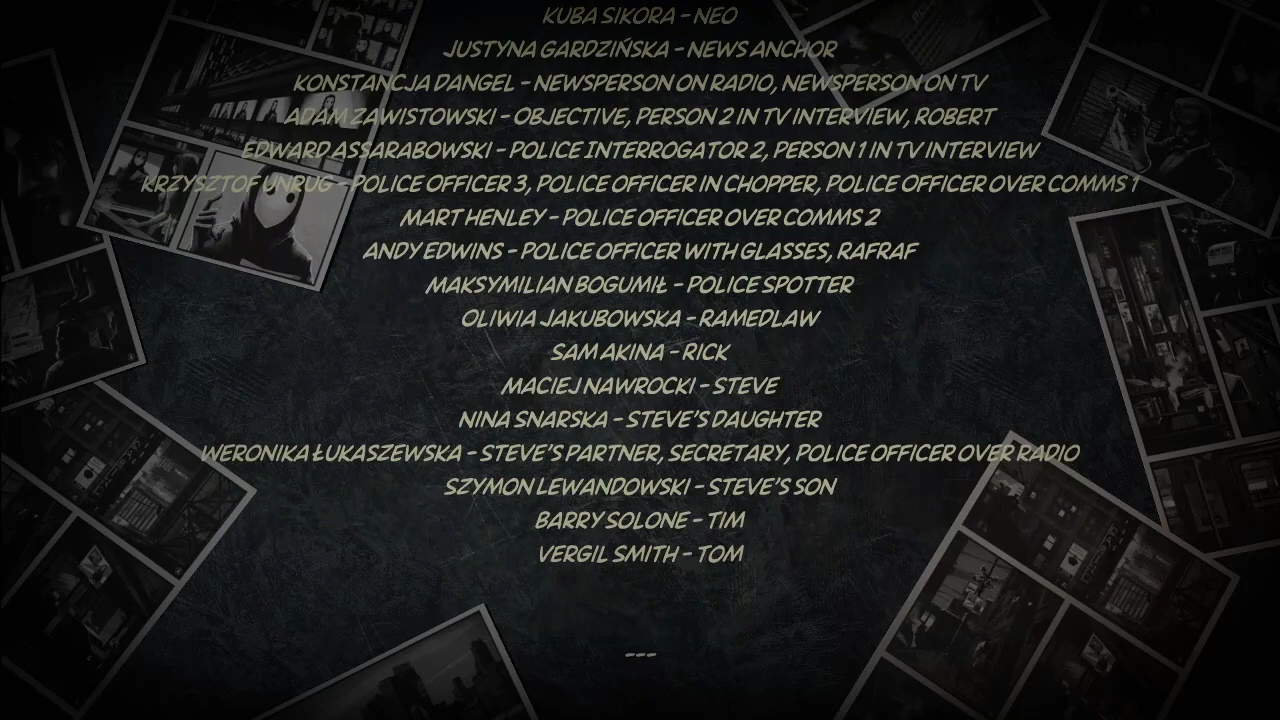 KUBA SIKORA - NEO
JUSTYNA GARDZIŃSKA - NEWS ANCHOR
KONSTANCJA DANGEL - NEWSPERSON ON RADIO, NEWSPERSON ON TV
ADAM ZAWISTOWSKI - OBJECTIVE, PERSON 2 IN TV INTERVIEW, ROBERT
EDWARD ASSARABOWSKI - POLICE INTERROGATOR 2, PERSON 1 IN TV INTERVIEW
KRZYSZTOF UNRUG - POLICE OFFICER 3, POLICE OFFICER IN CHOPPER, POLICE OFFICER OVER COMMS 1
MART HENLEY - POLICE OFFICER OVER COMMS 2
ANDY EDWINS - POLICE OFFICER WITH GLASSES, RAFRAF
MAKSYMILIAN BOGUMIŁ - POLICE SPOTTER
OLIWIA JAKUBOWSKA - RAMEDLAW
SAM AKINA - RICK
MACIEJ NAWROCKI - STEVE
NINA SNARSKA - STEVE'S DAUGHTER
WERONIKA ŁUKASZEWSKA - STEVE'S PARTNER, SECRETARY, POLICE OFFICER OVER RADIO
SZYMON LEWANDOWSKI - STEVE'S SON
BARRY SOLONE - TIM
VERGIL SMITH - TOM
---